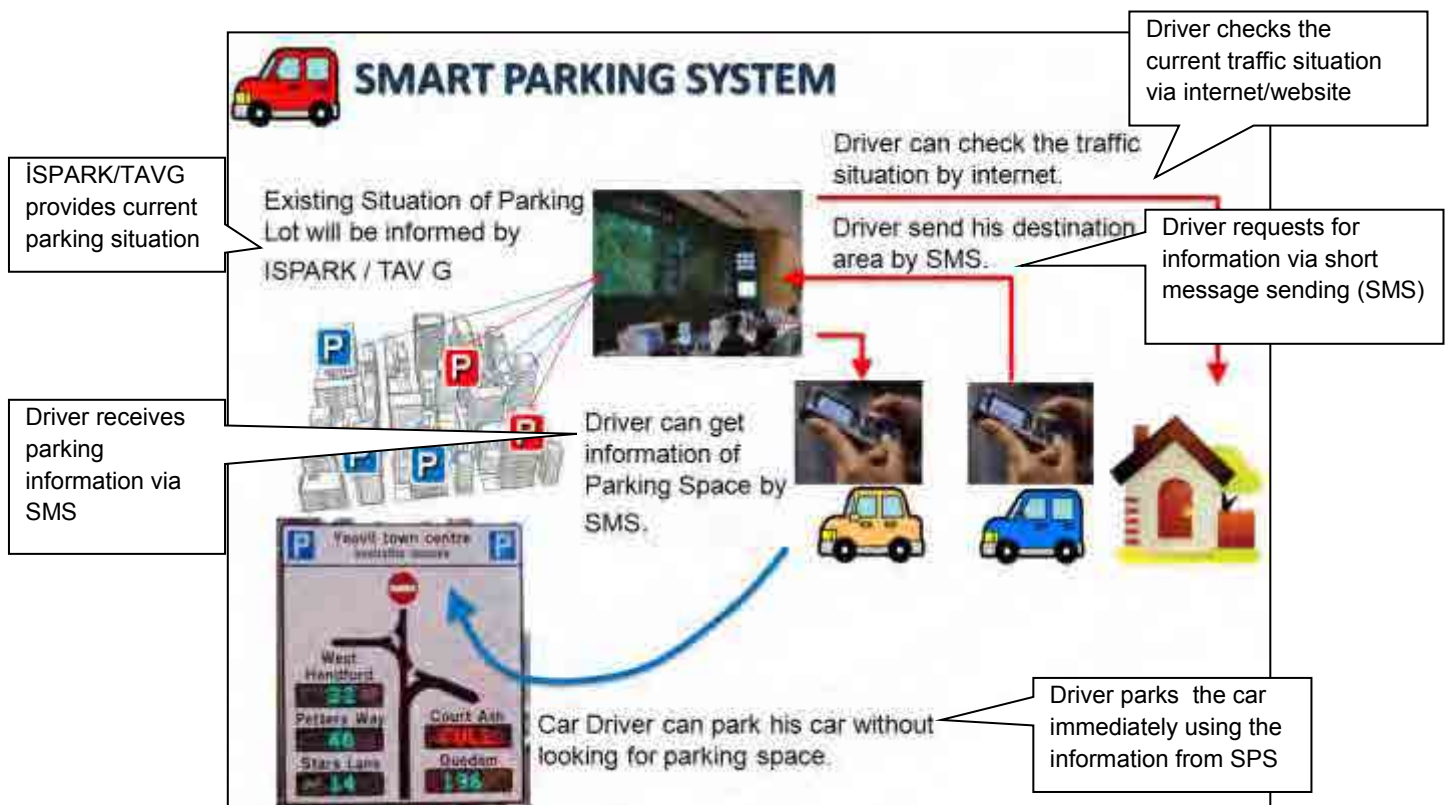 SMART PARKING SYSTEM
Driver checks the
current traffic situation
via internet/website
Driver can check the traffic
situation by internet.
İSPARK/TAVG
provides current
parking situation
Existing Situation of Parking
Lot will be informed by
ISPARK / TAV G
Driver send his destination
area by SMS.
Driver requests for
information via short
message sending (SMS)
P
P
P
P
P
Driver receives
parking
information via
SMS
Driver can get
information of
Parking Space by
SMS.
P
Yeovil town centre
P
West
Hendford
Petters Way
46
Stars Lane
14
Court Ash
FULL
Quedam
196
Car Driver can park his car without
looking for parking space.
Driver parks the car
immediately using the
information from SPS